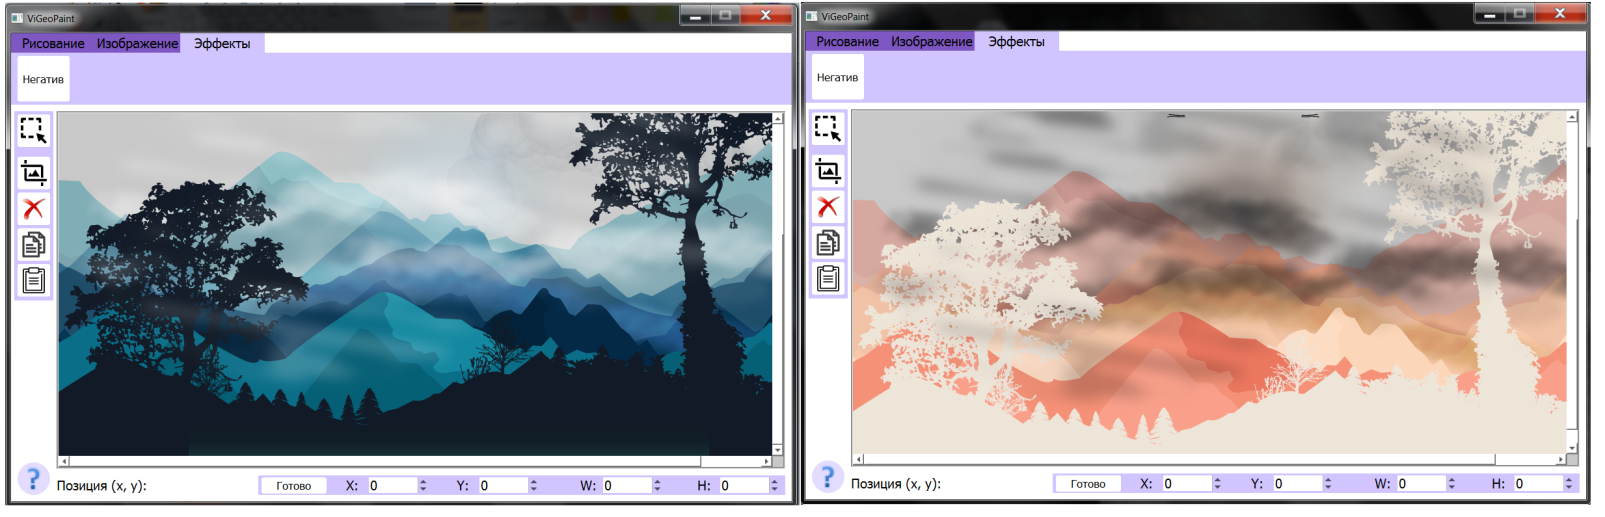 ViGeoPaint
Рисование Изображение Эффекты
Негатив
?
Позиция (x, y): Готово X: 0 Y: 0 W: 0 H: 0
ViGeoPaint
Рисование Изображение Эффекты
Негатив
?
Позиция (x, y): Готово X: 0 Y: 0 W: 0 H: 0